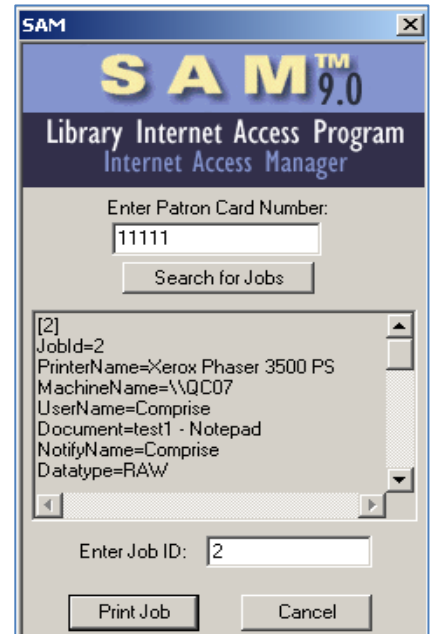 SAM
SAM™
9.0
Library Internet Access Program
Internet Access Manager
Enter Patron Card Number:
11111
Search for Jobs
[2]
JobId=2
PrinterName=Xerox Phaser 3500 PS
MachineName=\\QC07
UserName=Comprise
Document=test1 - Notepad
NotifyName=Comprise
Datatype=RAW
Enter Job ID: 2
Print Job Cancel